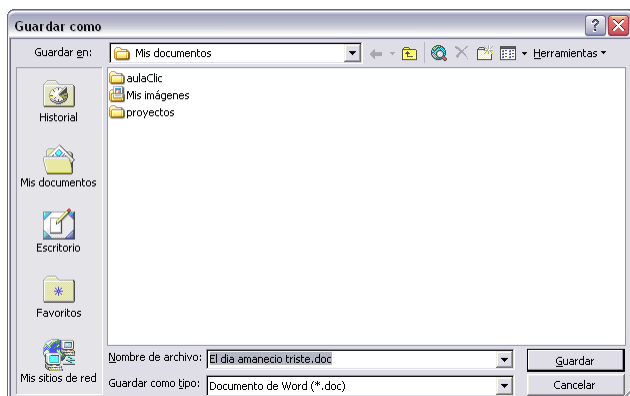 Guardar como
Guardar en: Mis documentos Herramientas
Historial
Mis documentos
Escritorio
Favoritos
Mis sitios de red
aulaClic
Mis imágenes
proyectos
Nombre de archivo: El dia amanecio triste.doc Guardar
Guardar como tipo: Documento de Word (*.doc) Cancelar